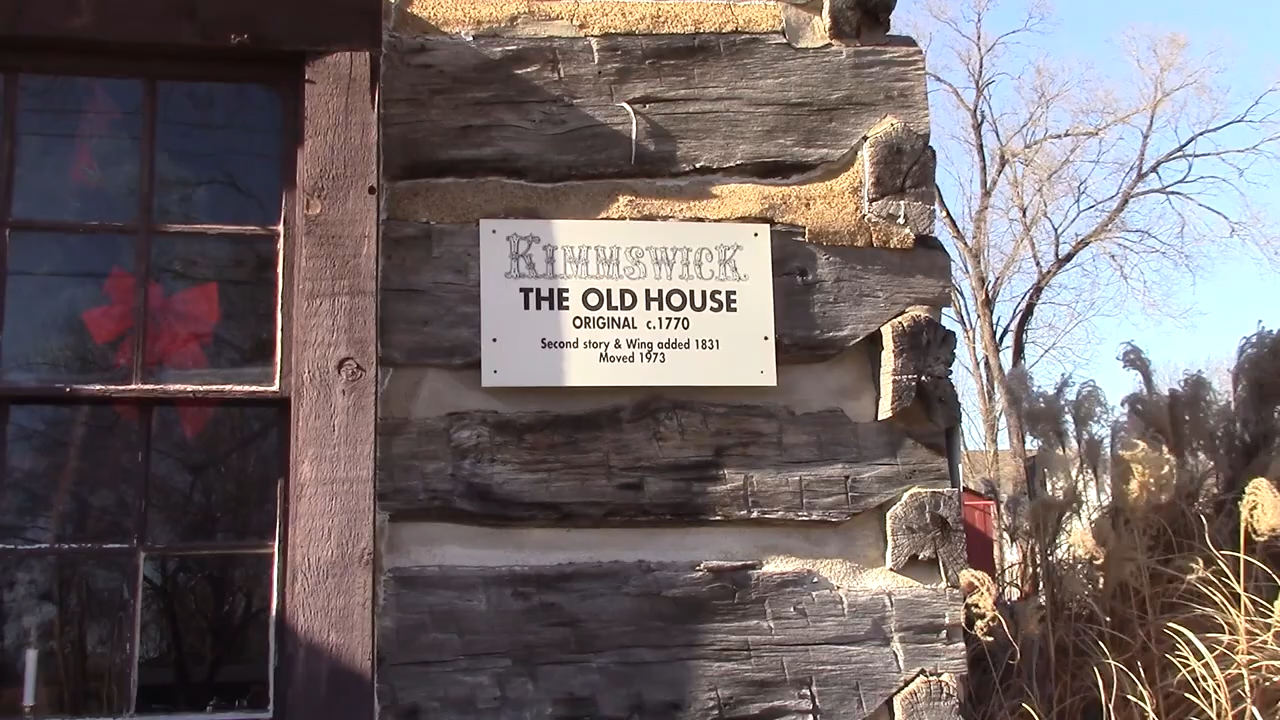 KIMMSWICK
THE OLD HOUSE
ORIGINAL c.1770
Second story & Wing added 1831
Moved 1973